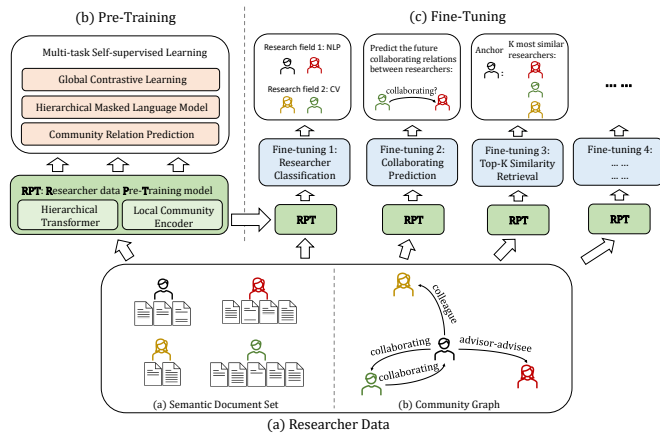 (b) Pre-Training
(c) Fine-Tuning
Multi-task Self-supervised Learning
Global Contrastive Learning
Hierarchical Masked Language Model
Community Relation Prediction
RPT: Researcher data Pre-Training model
Hierarchical
Transformer
Local Community
Encoder
Research field 1: NLP
Research field 2: CV
Predict the future
collaborating relations
between researchers:
collaborating?
Anchor
:
K most similar
researchers:
... ...
Fine-tuning 1:
Researcher
Classification
Fine-tuning 2:
Collaborating
Prediction
Fine-tuning 3:
Top-K Similarity
Retrieval
Fine-tuning 4:
... ...
... ...
RPT
RPT
RPT
RPT
colleague
collaborating
advisor-advisee
collaborating
(a) Semantic Document Set
(b) Community Graph
(a) Researcher Data